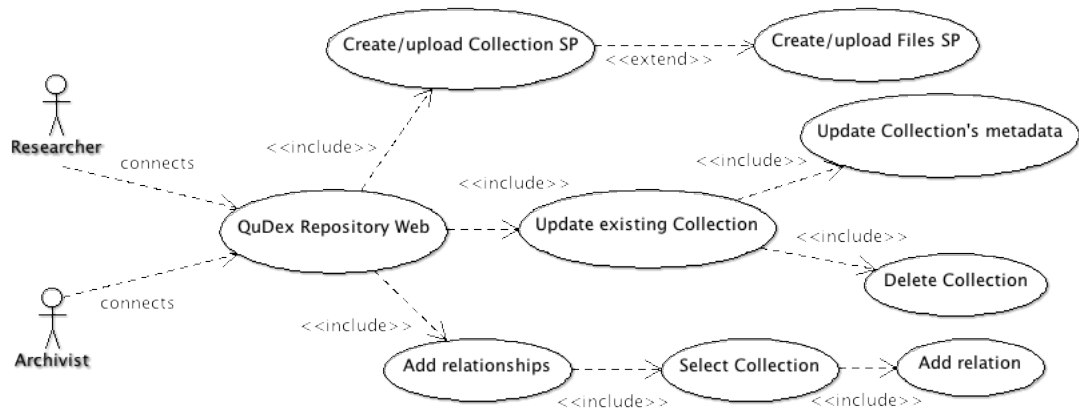 Create/upload Collection SP
Create/upload Files SP
<<extend>>
Researcher
Update Collection's metadada
connects
<<include>>
<<include>>
<<include>>
QuDex Repository Web
Update existing Collection
<<include>>
Delete Collection
connects
Archivist
<<include>>
Add relationships
Select Collection
Add relation
<<include>>
<<include>>